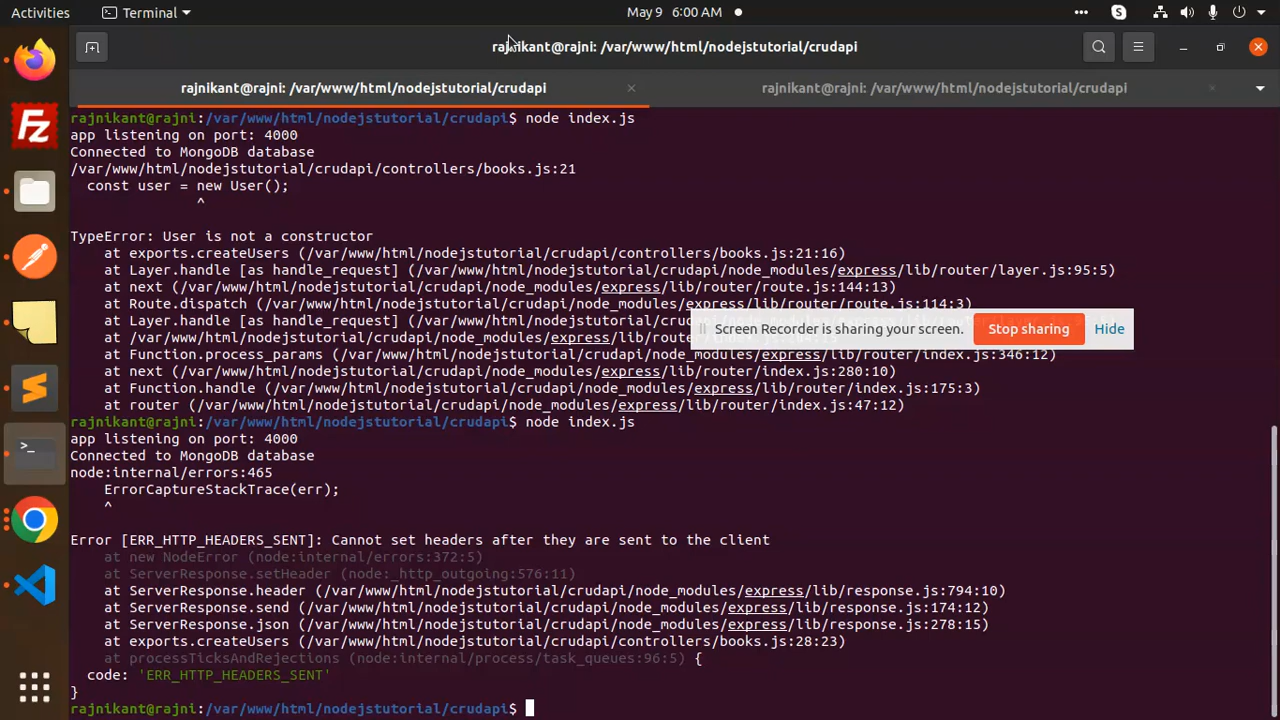 Activities
Terminal
May 9 6:00 AM
rajnikant@rajni: /var/www/html/nodejstutorial/crudapi
rajnikant@rajni: /var/www/html/nodejstutorial/crudapi
rajnikant@rajni: /var/www/html/nodejstutorial/crudapi
rajnikant@rajni:/var/www/html/nodejstutorial/crudapi$ node index.js
app listening on port: 4000
Connected to MongoDB database
/var/www/html/nodejstutorial/crudapi/controllers/books.js:21
const user = new User();
^
TypeError: User is not a constructor
at exports.createUsers (/var/www/html/nodejstutorial/crudapi/controllers/books.js:21:16)
at Layer.handle [as handle_request] (/var/www/html/nodejstutorial/crudapi/node_modules/express/lib/router/layer.js:95:5)
at next (/var/www/html/nodejstutorial/crudapi/node_modules/express/lib/router/route.js:144:13)
at Route.dispatch (/var/www/html/nodejstutorial/crudapi/node_modules/express/lib/router/route.js:114:3)
at Layer.handle [as handle_request] (/var/www/html/nodejstutorial/crudapi/
Screen Recorder is sharing your screen.
Stop sharing
Hide
at /var/www/html/nodejstutorial/crudapi/node_modules/express/lib/router/
at Function.process_params (/var/www/html/nodejstutorial/crudapi/node_modules/express/lib/router/index.js:346:12)
at next (/var/www/html/nodejstutorial/crudapi/node_modules/express/lib/router/index.js:280:10)
at Function.handle (/var/www/html/nodejstutorial/crudapi/node_modules/express/lib/router/index.js:175:3)
at router (/var/www/html/nodejstutorial/crudapi/node_modules/express/lib/router/index.js:47:12)
rajnikant@rajni:/var/www/html/nodejstutorial/crudapi$ node index.js
app listening on port: 4000
Connected to MongoDB database
node:internal/errors:465
ErrorCaptureStackTrace(err);
^
Error [ERR_HTTP_HEADERS_SENT]: Cannot set headers after they are sent to the client
at new NodeError (node:internal/errors:372:5)
at ServerResponse.setHeader (node:_http_outgoing:576:11)
at ServerResponse.header (/var/www/html/nodejstutorial/crudapi/node_modules/express/lib/response.js:794:10)
at ServerResponse.send (/var/www/html/nodejstutorial/crudapi/node_modules/express/lib/response.js:174:12)
at ServerResponse.json (/var/www/html/nodejstutorial/crudapi/node_modules/express/lib/response.js:278:15)
at exports.createUsers (/var/www/html/nodejstutorial/crudapi/controllers/books.js:28:23)
at processTicksAndRejections (node:internal/process/task_queues:96:5) {
code: 'ERR_HTTP_HEADERS_SENT'
}
rajnikant@rajni:/var/www/html/nodejstutorial/crudapi$